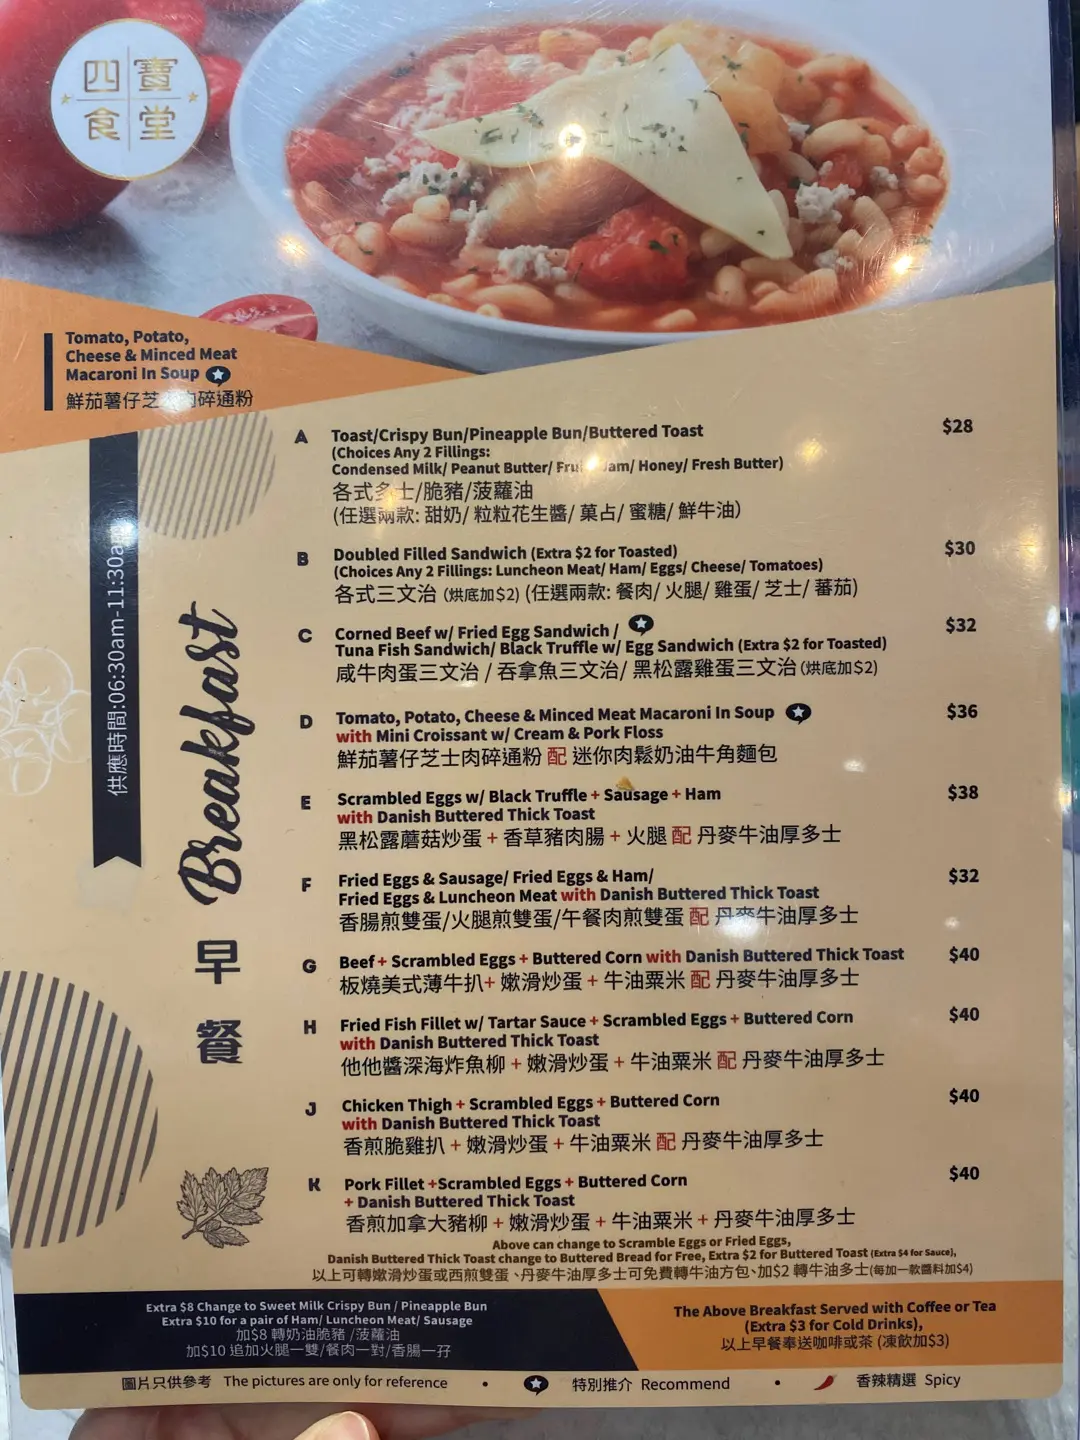 四寶
食堂
Tomato, Potato,
Cheese & Minced Meat
Macaroni In Soup
鮮茄薯仔芝 肉碎通粉
供應時間:06:30am-11:30a
Breakfast
早餐
A Toast/Crispy Bun/Pineapple Bun/Buttered Toast $28
(Choices Any 2 Fillings:
Condensed Milk/ Peanut Butter/ Fruit Jam/ Honey/ Fresh Butter)
各式多士/脆豬/菠蘿油
(任選兩款: 甜奶/ 粒粒花生醬/ 菓占/ 蜜糖/ 鮮牛油)
B Doubled Filled Sandwich (Extra $2 for Toasted) $30
(Choices Any 2 Fillings: Luncheon Meat/ Ham/ Eggs/ Cheese/ Tomatoes)
各式三文治 (烘底加$2) (任選兩款: 餐肉/ 火腿/ 雞蛋/ 芝士/ 蕃茄)
C Corned Beef w/ Fried Egg Sandwich / $32
Tuna Fish Sandwich/ Black Truffle w/ Egg Sandwich (Extra $2 for Toasted)
咸牛肉蛋三文治 / 吞拿魚三文治/ 黑松露雞蛋三文治 (烘底加$2)
D Tomato, Potato, Cheese & Minced Meat Macaroni In Soup $36
with Mini Croissant w/ Cream & Pork Floss
鮮茄薯仔芝士肉碎通粉 配 迷你肉鬆奶油牛角麵包
E Scrambled Eggs w/ Black Truffle + Sausage + Ham $38
with Danish Buttered Thick Toast
黑松露蘑菇炒蛋 + 香草豬肉腸 + 火腿 配 丹麥牛油厚多士
F Fried Eggs & Sausage/ Fried Eggs & Ham/ $32
Fried Eggs & Luncheon Meat with Danish Buttered Thick Toast
香腸煎雙蛋/火腿煎雙蛋/午餐肉煎雙蛋 配 丹麥牛油厚多士
G Beef + Scrambled Eggs + Buttered Corn with Danish Buttered Thick Toast $40
板燒美式薄牛扒+ 嫩滑炒蛋 + 牛油粟米 配 丹麥牛油厚多士
H Fried Fish Fillet w/ Tartar Sauce + Scrambled Eggs + Buttered Corn $40
with Danish Buttered Thick Toast
他他醬深海炸魚柳 + 嫩滑炒蛋 + 牛油粟米 配 丹麥牛油厚多士
J Chicken Thigh + Scrambled Eggs + Buttered Corn $40
with Danish Buttered Thick Toast
香煎脆雞扒 + 嫩滑炒蛋 + 牛油粟米 配 丹麥牛油厚多士
K Pork Fillet +Scrambled Eggs + Buttered Corn $40
+ Danish Buttered Thick Toast
香煎加拿大豬柳 + 嫩滑炒蛋 + 牛油粟米 + 丹麥牛油厚多士
Above can change to Scramble Eggs or Fried Eggs,
Danish Buttered Thick Toast change to Buttered Bread for Free, Extra $2 for Buttered Toast (Extra $4 for Sauce),
以上可轉嫩滑炒蛋或西煎雙蛋、丹麥牛油厚多士可免費轉牛油方包、加$2 轉牛油多士(每加一款醬料加$4)
Extra $8 Change to Sweet Milk Crispy Bun / Pineapple Bun
Extra $10 for a pair of Ham/ Luncheon Meat/ Sausage
加$8 轉奶油脆豬 /菠蘿油
加$10 追加火腿一雙/餐肉一對/香腸一孖
The Above Breakfast Served with Coffee or Tea
(Extra $3 for Cold Drinks),
以上早餐奉送咖啡或茶 (凍飲加$3)
圖片只供參考 The pictures are only for reference • 特別推介 Recommend • 香辣精選 Spicy